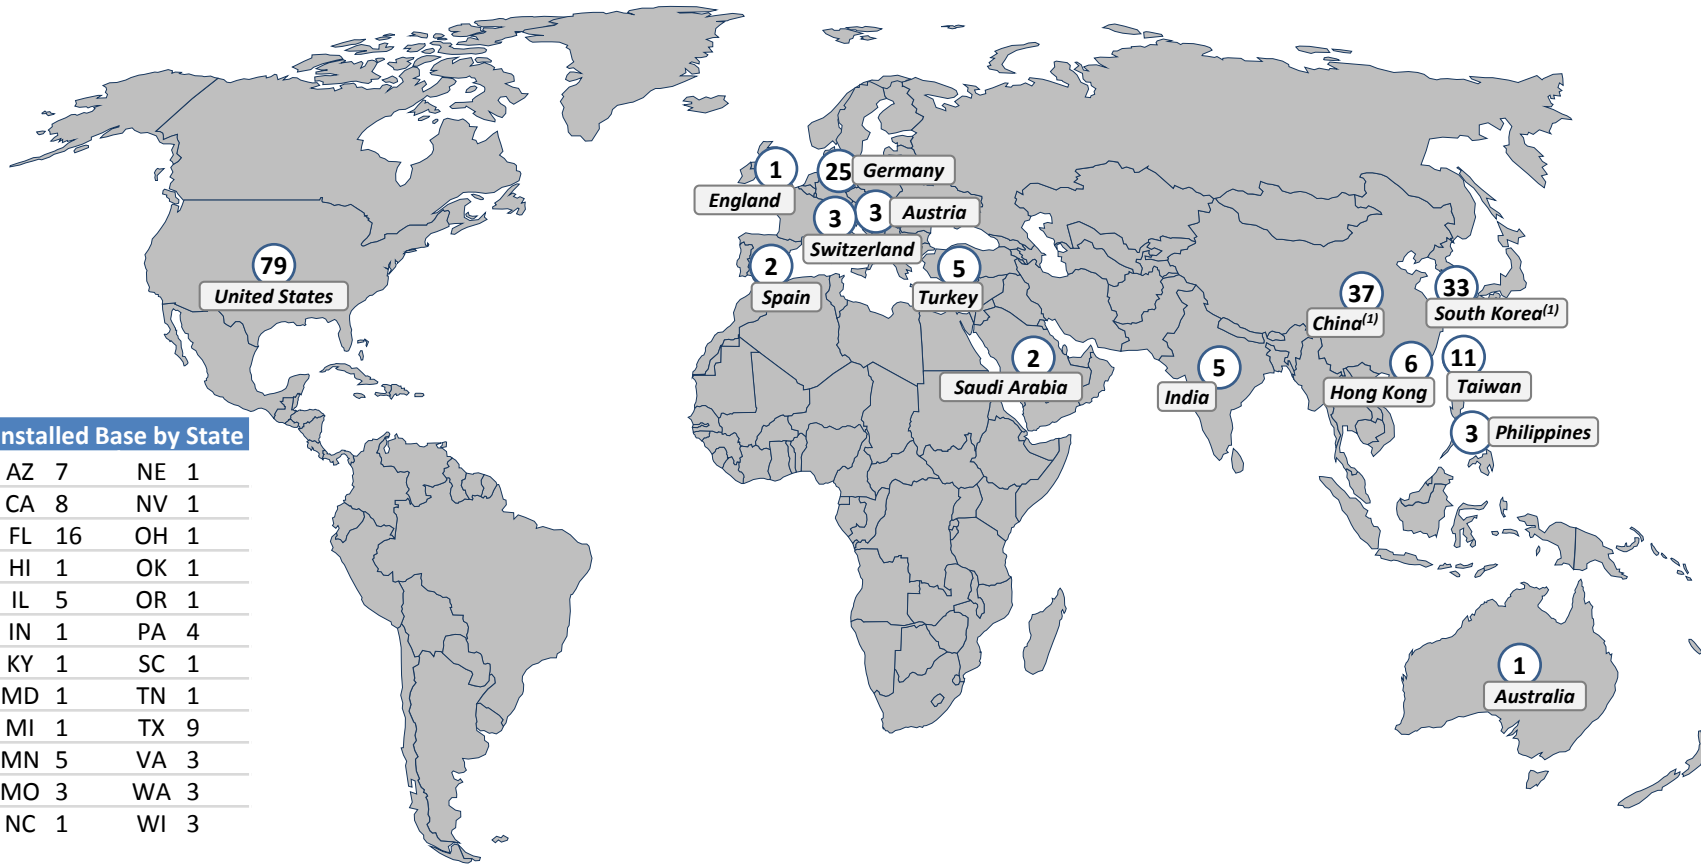 1
England
25 Germany
3
Switzerland
3 Austria
2
Spain
5
Turkey
79
United States
37
China(1)
33
South Korea(1)
2
Saudi Arabia
5
India
6
Hong Kong
11
Taiwan
3 Philippines
1
Australia
nstalled Base by State
AZ 7 NE 1
CA 8 NV 1
FL 16 OH 1
HI 1 OK 1
IL 5 OR 1
IN 1 PA 4
KY 1 SC 1
MD 1 TN 1
MI 1 TX 9
MN 5 VA 3
MO 3 WA 3
NC 1 WI 3